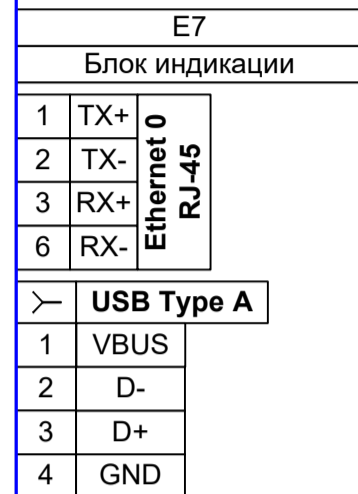 E7
Блок индикации
1 TX+
2 TX-
3 RX+
6 RX-
Ethernet 0
RJ-45
USB Type A
1 VBUS
2 D-
3 D+
4 GND